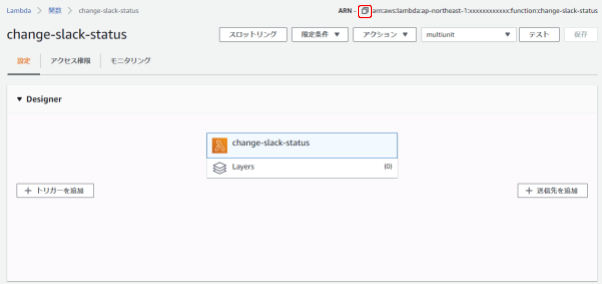 Lambda > 関数 > change-slack-status
ARN - arn:aws:lambda:ap-northeast-1:xxxxxxxxxxxx:function:change-slack-status
change-slack-status
スロットリング 限定条件 ▼ アクション ▼ multiunit ▼ テスト 保存
設定 アクセス権限 モニタリング
▼ Designer
change-slack-status
Layers (0)
+ トリガーを追加
+ 送信先を追加